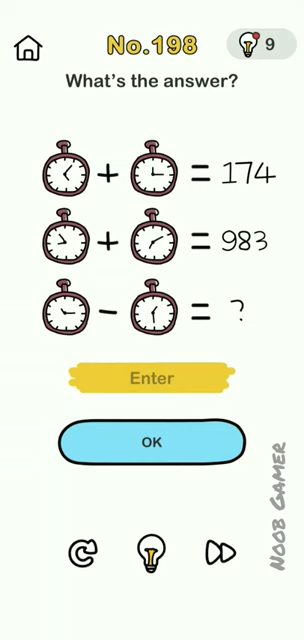 No.198
9
What's the answer?
+ = 174
+ = 983
- = ?
Enter
OK
NOOB GAMER